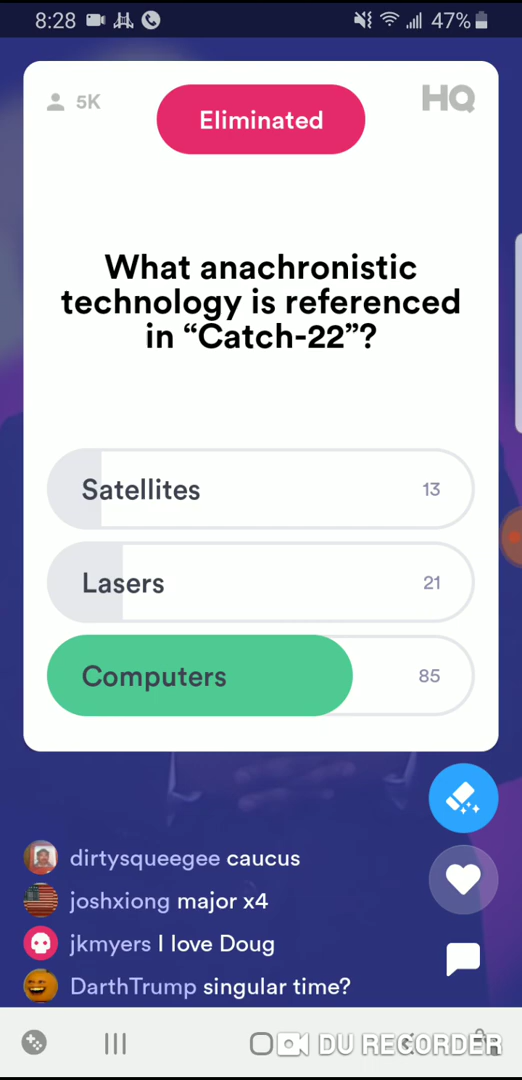 8:28
47%
5K
Eliminated
HQ
What anachronistic
technology is referenced
in “Catch-22”?
Satellites 13
Lasers 21
Computers 85
dirtysqueegee caucus
joshxiong major x4
jkmyers I love Doug
DarthTrump singular time?
DU RECORDER